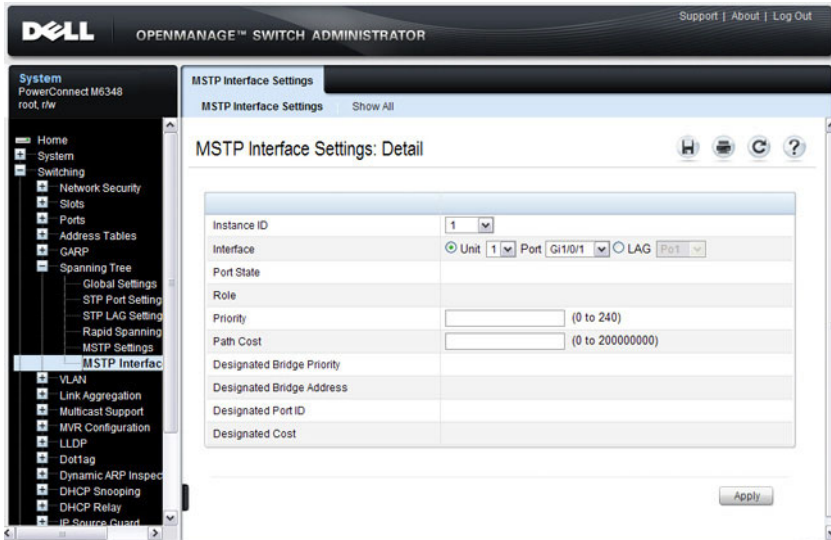 Support | About | Log Out
DELL
OPENMANAGE™ SWITCH ADMINISTRATOR
System
PowerConnect M6348
root, r/w
Home
System
Switching
Network Security
Slots
Ports
Address Tables
GARP
Spanning Tree
Global Settings
STP Port Setting
STP LAG Setting
Rapid Spanning
MSTP Settings
MSTP Interfac
VLAN
Link Aggregation
Multicast Support
MVR Configuration
LLDP
Dot1ag
Dynamic ARP Inspec
DHCP Snooping
DHCP Relay
IP Source Guard
MSTP Interface Settings
MSTP Interface Settings Show All
MSTP Interface Settings: Detail
Instance ID 1
Interface Unit 1 Port Gi1/0/1 LAG Po1
Port State
Role
Priority (0 to 240)
Path Cost (0 to 200000000)
Designated Bridge Priority
Designated Bridge Address
Designated Port ID
Designated Cost
Apply